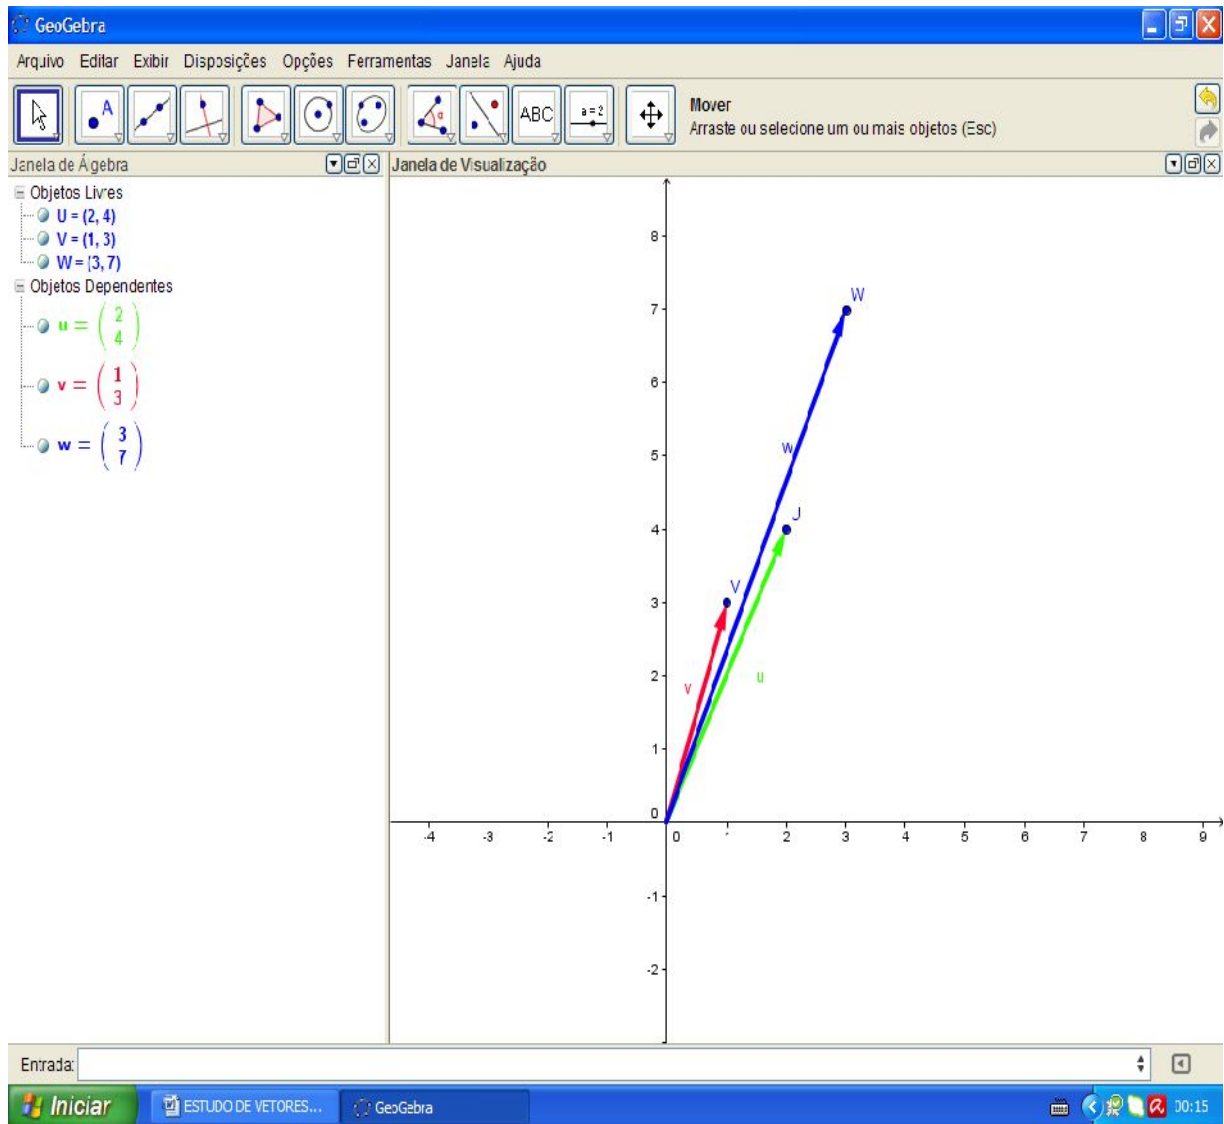 GeoGebra
Arquivo Editar Exibir Disposições Opções Ferramentas Janela Ajuda
A
α
ABC
a=2
Mover
Arraste ou selecione um ou mais objetos (Esc)
Janela de Álgebra
Janela de Visualização
Objetos Livres
U = (2, 4)
V = (1, 3)
W = (3, 7)
Objetos Dependentes
u = ( 2
4 )
v = ( 1
3 )
w = ( 3
7 )
8
7
W
6
5
w
4
J
3
V
2
v
u
1
0
-4 -3 -2 -1 0 1 2 3 4 5 6 7 8 9
-1
-2
Entrada:
Iniciar
ESTUDO DE VETORES...
GeoGebra
00:15